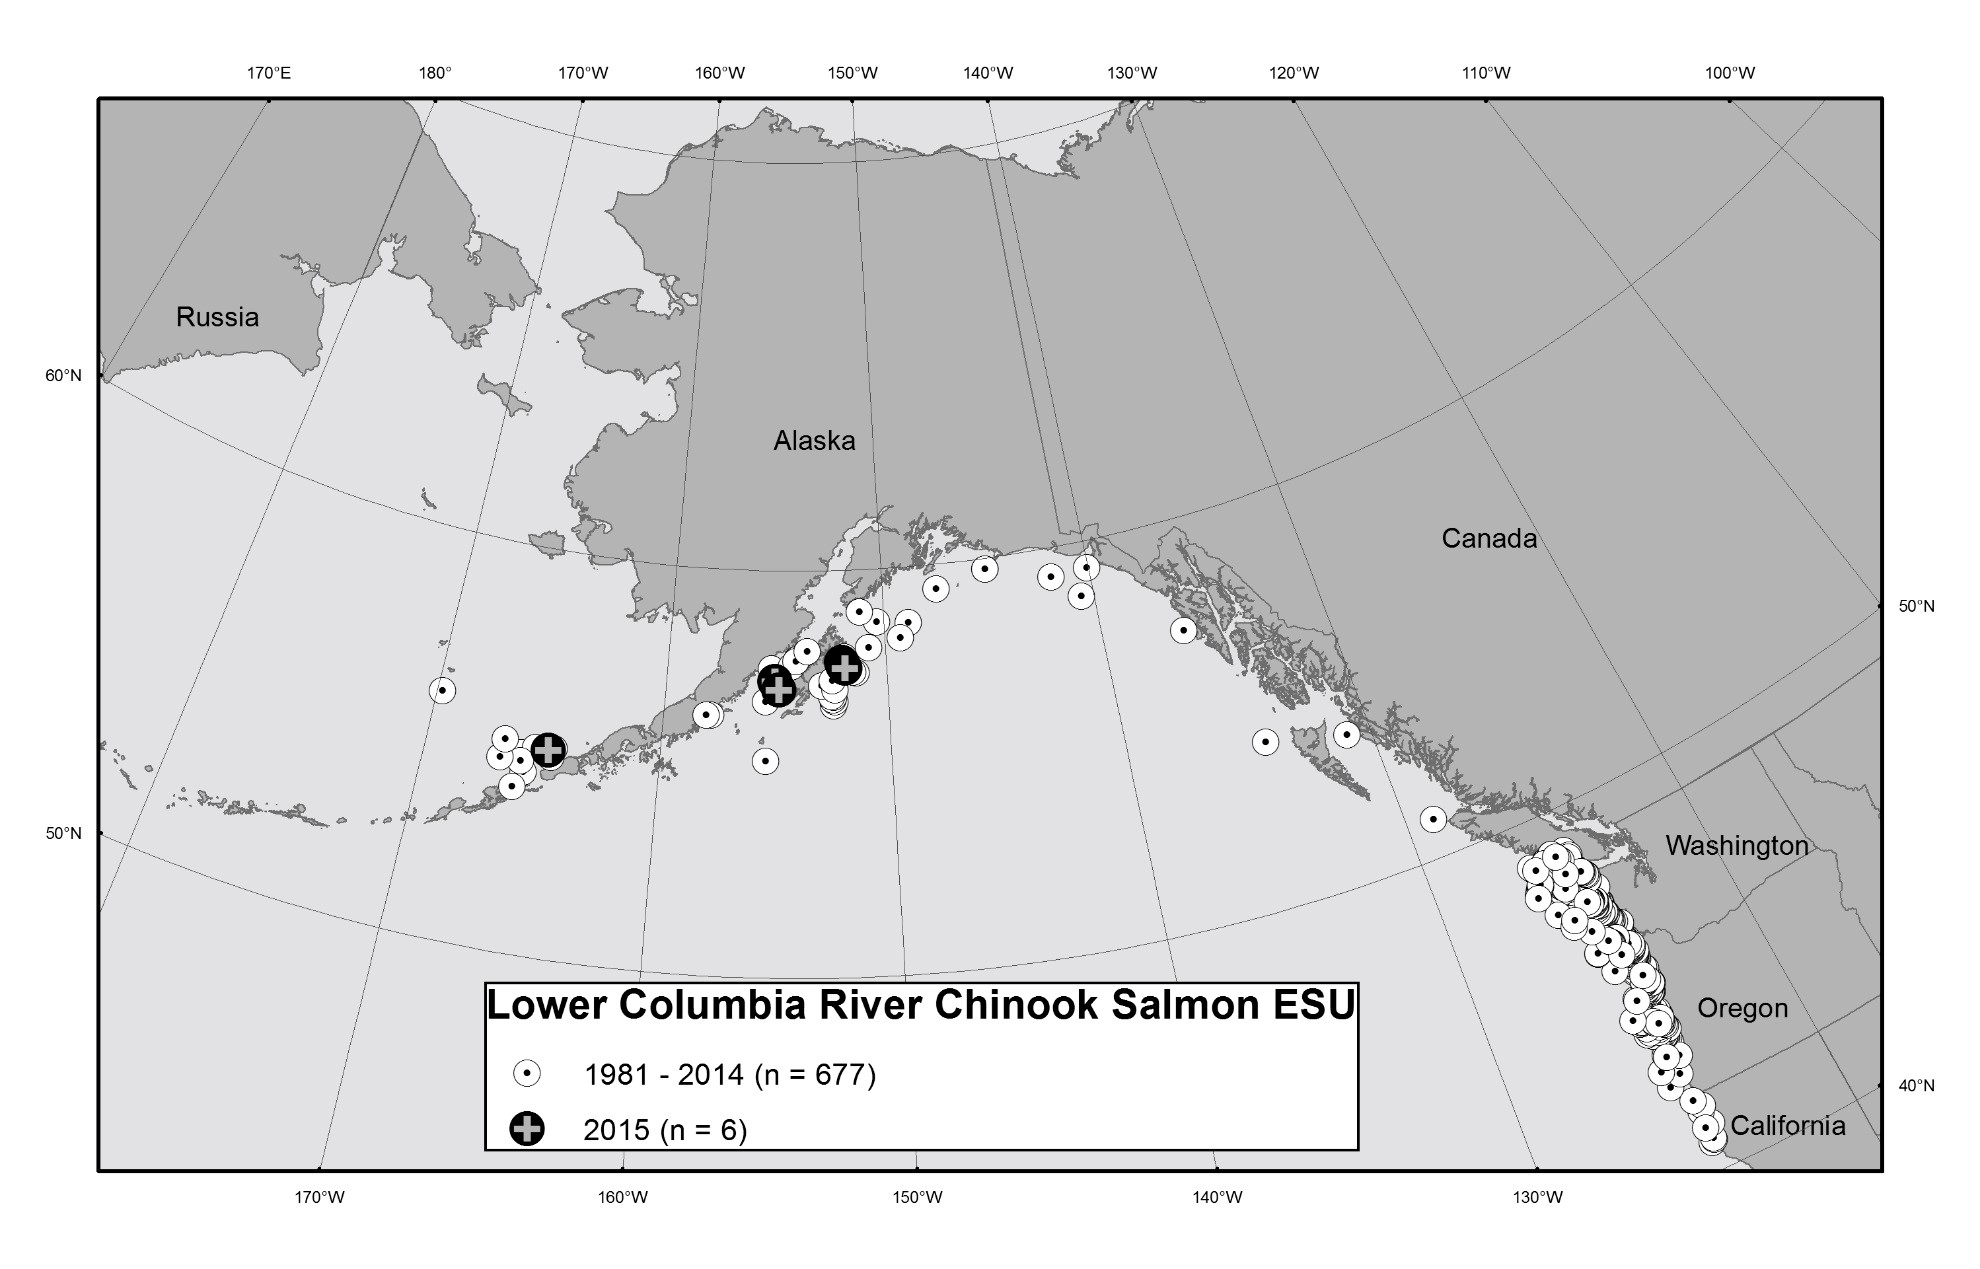 170°E 180° 170°W 160°W 150°W 140°W 130°W 120°W 110°W 100°W
Russia
60°N
Alaska
Canada
50°N
50°N
Washington
Oregon
40°N
California
Lower Columbia River Chinook Salmon ESU
1981 - 2014 (n = 677)
2015 (n = 6)
170°W 160°W 150°W 140°W 130°W